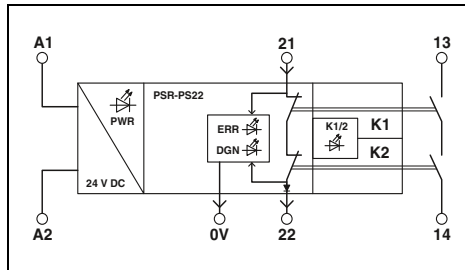 A1
21
13
PSR-PS22
PWR
ERR
DGN
K1/2
K1
K2
24 V DC
A2
0V
22
14